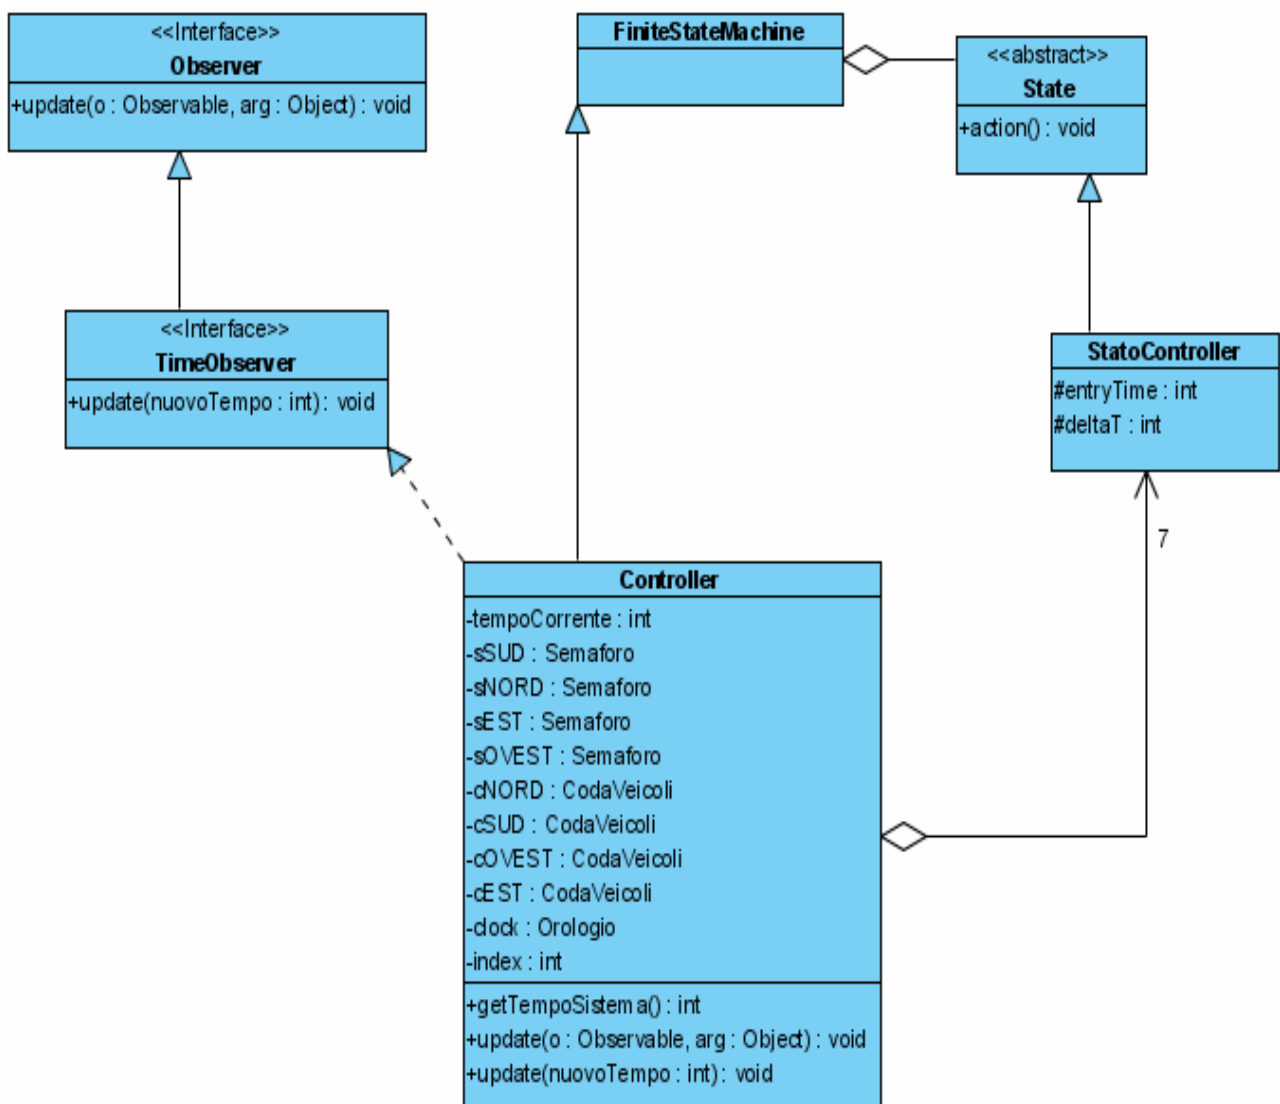 <<Interface>>
Observer
+update(o : Observable, arg : Object) : void
FiniteStateMachine
<<abstract>>
State
+action() : void
<<Interface>>
TimeObserver
+update(nuovoTempo : int) : void
StatoController
#entryTime : int
#deltaT : int
7
Controller
-tempoCorrente : int
-sSUD : Semaforo
-sNORD : Semaforo
-sEST : Semaforo
-sOVEST : Semaforo
-cNORD : CodaVeicoli
-cSUD : CodaVeicoli
-cOVEST : CodaVeicoli
-cEST : CodaVeicoli
-clock : Orologio
-index : int
+getTempoSistema() : int
+update(o : Observable, arg : Object) : void
+update(nuovoTempo : int) : void